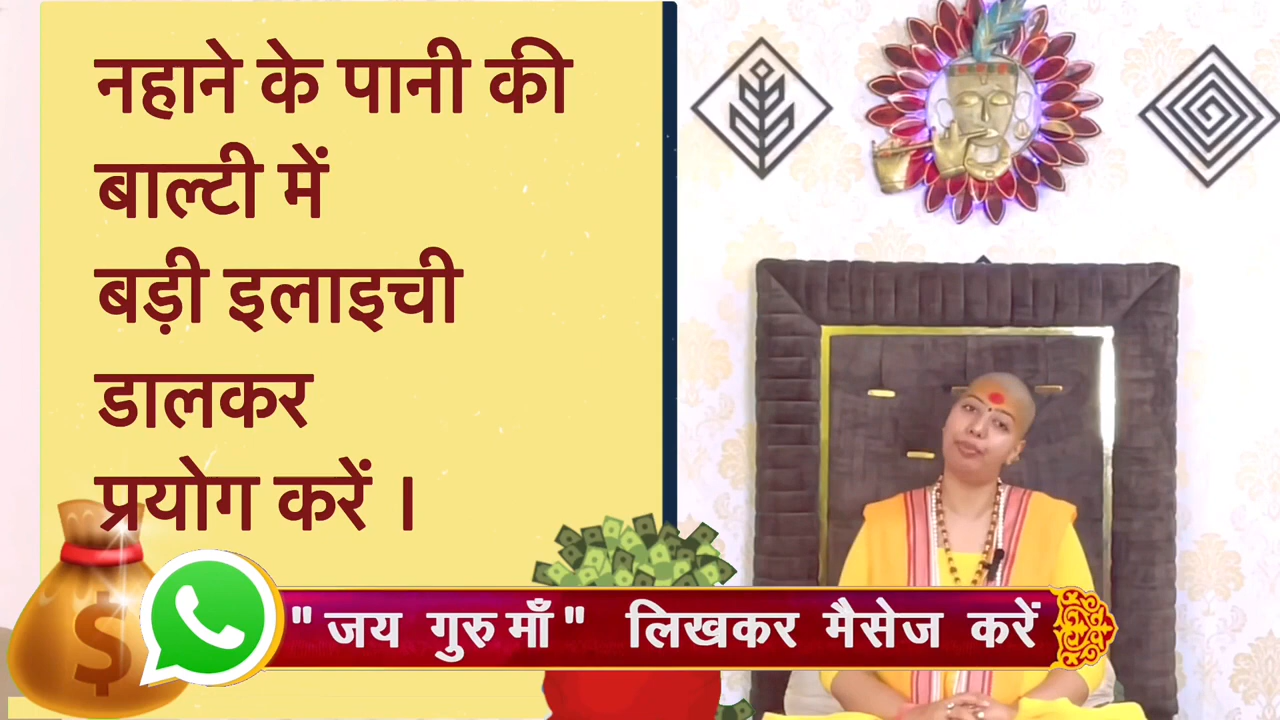 नहाने के पानी की
बाल्टी में
बड़ी इलाइची
डालकर
प्रयोग करें ।
$
" जय गुरु माँ " लिखकर मैसेज करें